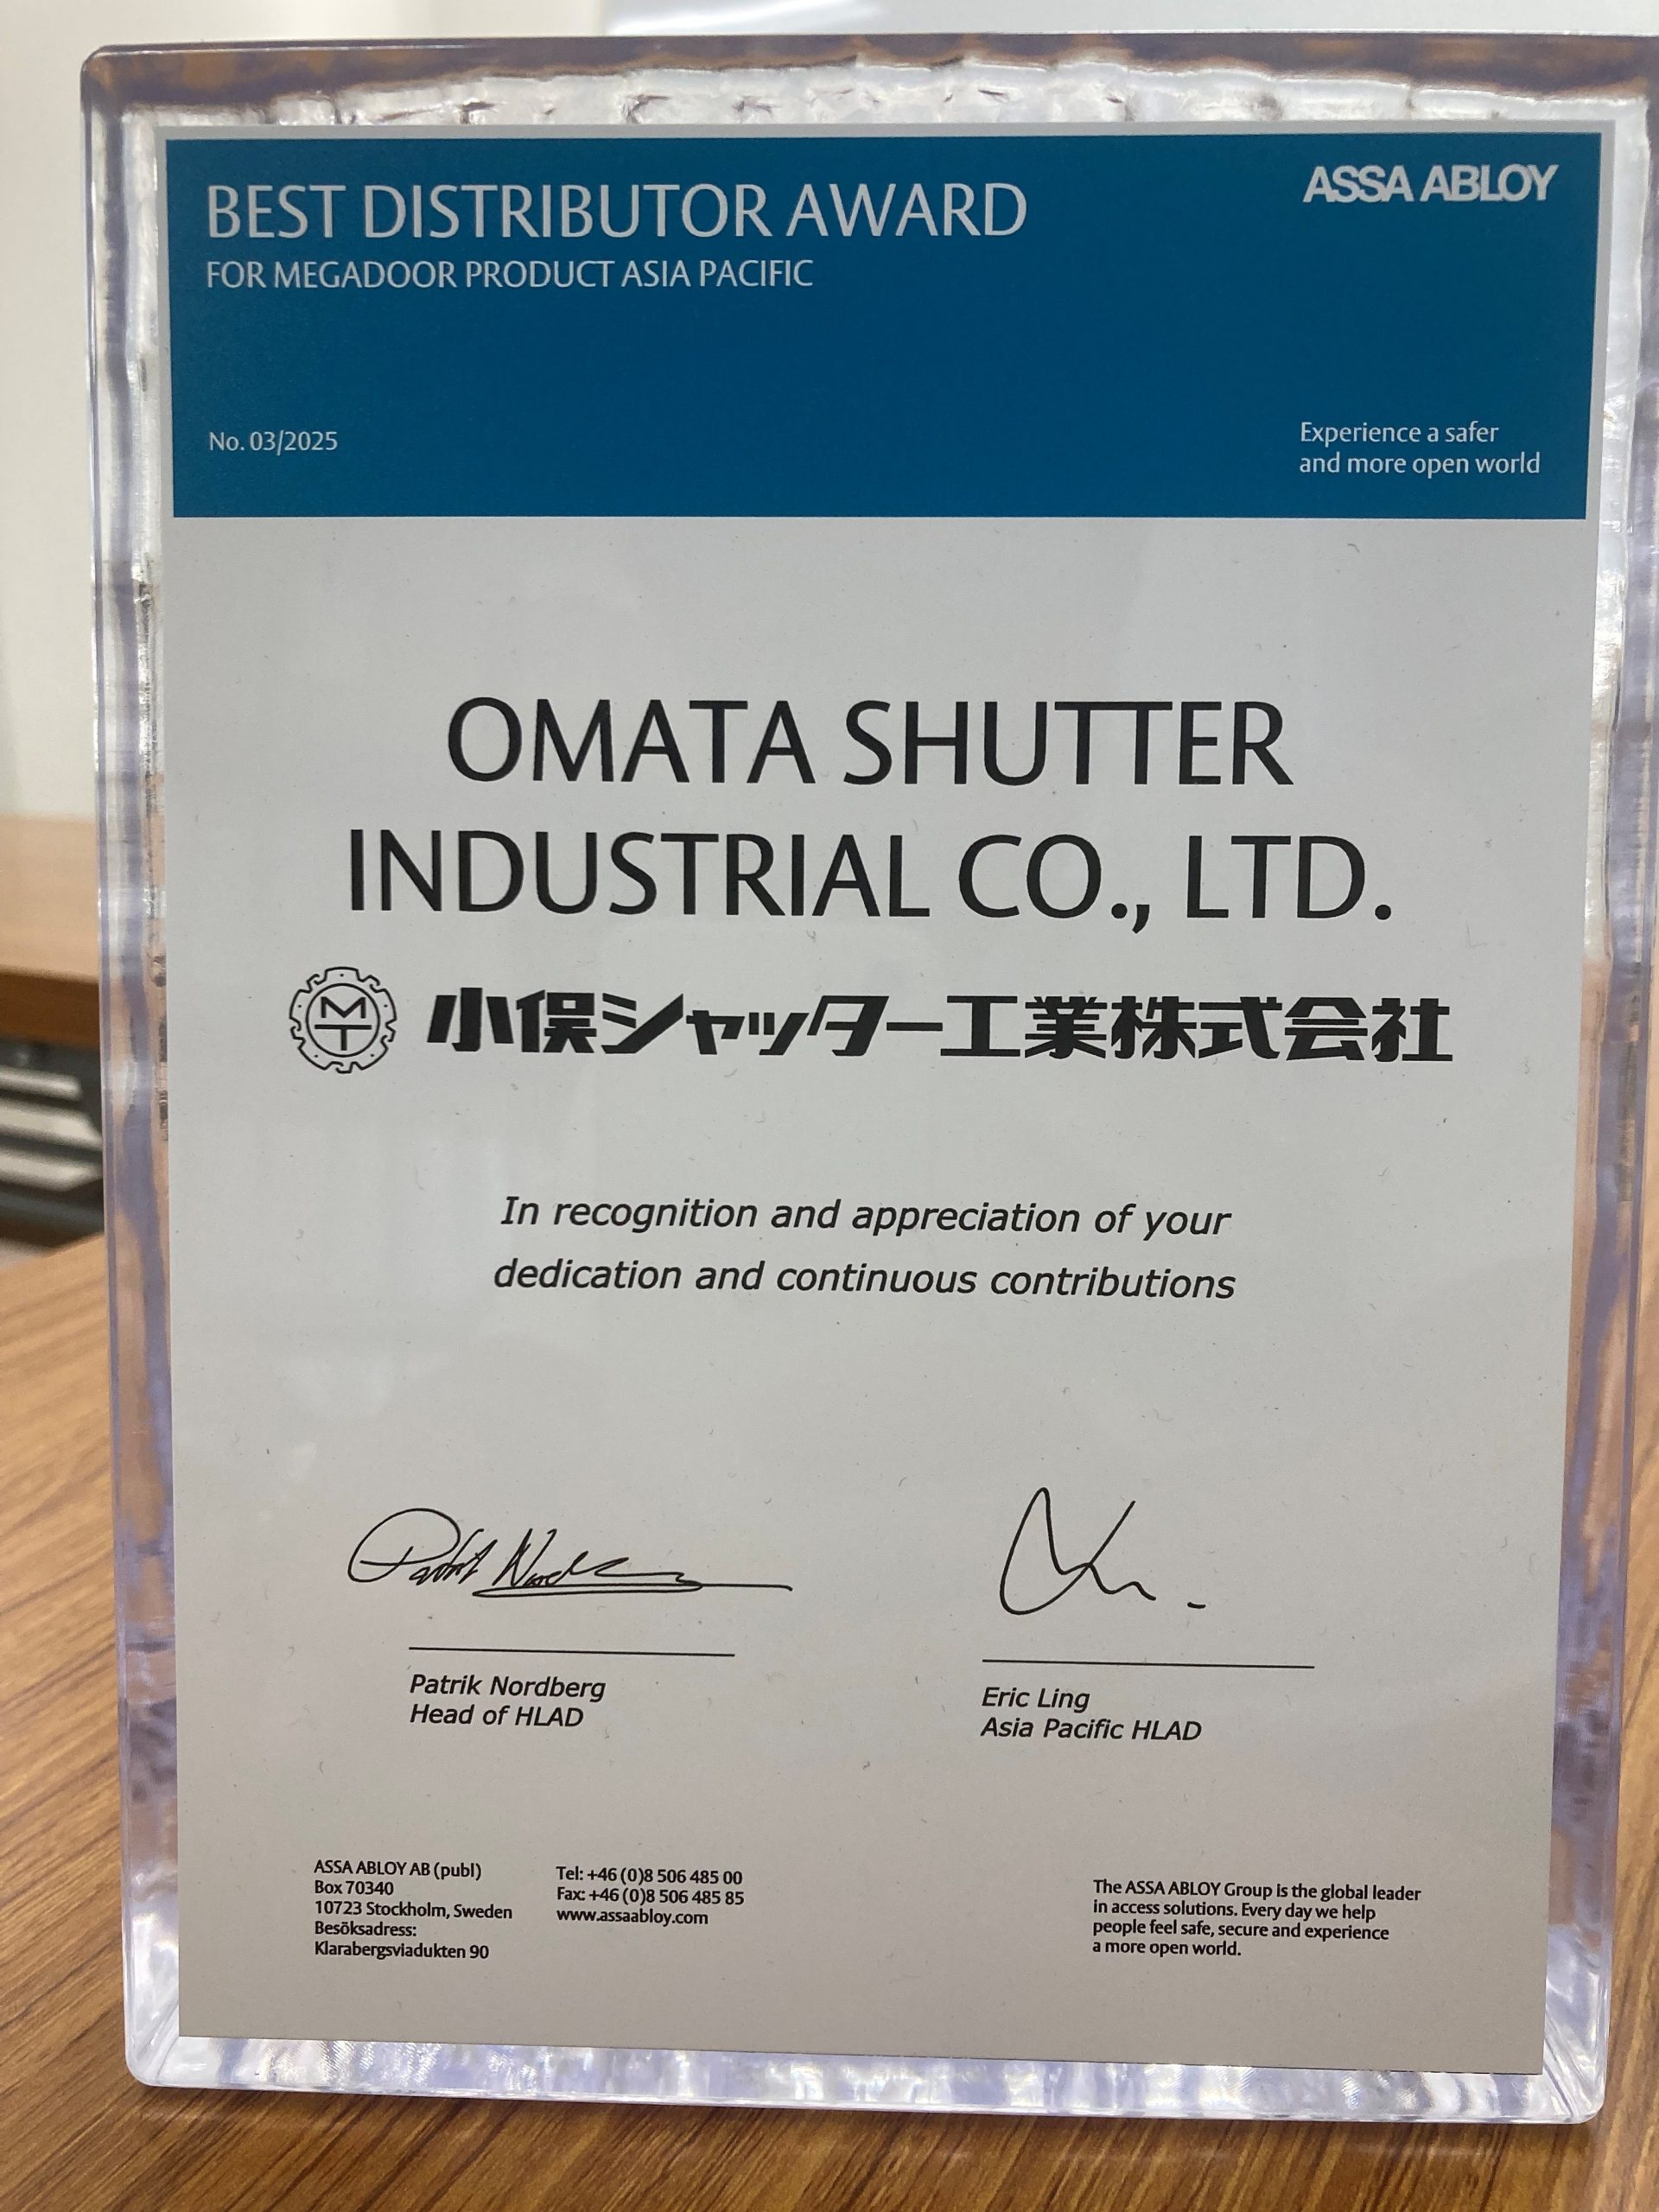 BEST DISTRIBUTOR AWARD
FOR MEGADOOR PRODUCT ASIA PACIFIC
ASSA ABLOY
No. 03/2025
Experience a safer
and more open world
OMATA SHUTTER
INDUSTRIAL CO., LTD.
MT 小俣シャッター工業株式会社
In recognition and appreciation of your
dedication and continuous contributions
Patrik Nordberg
Patrik Nordberg
Head of HLAD
Eric Ling
Asia Pacific HLAD
ASSA ABLOY AB (publ)
Box 70340
10723 Stockholm, Sweden
Besöksadress:
Klarabergsviadukten 90
Tel: +46 (0)8 506 485 00
Fax: +46 (0)8 506 485 85
www.assaabloy.com
The ASSA ABLOY Group is the global leader
in access solutions. Every day we help
people feel safe, secure and experience
a more open world.